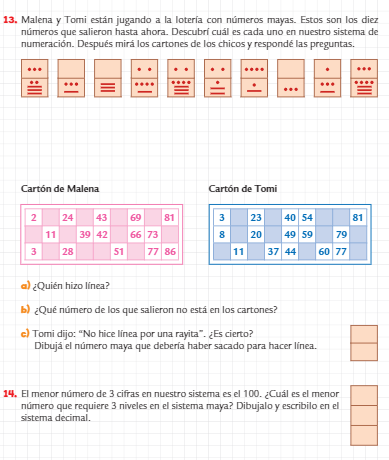 13. Malena y Tomi están jugando a la lotería con números mayas. Estos son los diez
números que salieron hasta ahora. Descubrí cuál es cada uno en nuestro sistema de
numeración. Después mirá los cartones de los chicos y respondé las preguntas.
Cartón de Malena
2 24 43 69 81
11 39 42 66 73
3 28 51 77 86
Cartón de Tomi
3 23 40 54 81
8 20 49 59 79
11 37 44 60 77
a) ¿Quién hizo línea?
b) ¿Qué número de los que salieron no está en los cartones?
c) Tomi dijo: “No hice línea por una rayita”. ¿Es cierto?
Dibujá el número maya que debería haber sacado para hacer línea.
14. El menor número de 3 cifras en nuestro sistema es el 100. ¿Cuál es el menor
número que requiere 3 niveles en el sistema maya? Dibujalo y escribilo en el
sistema decimal.